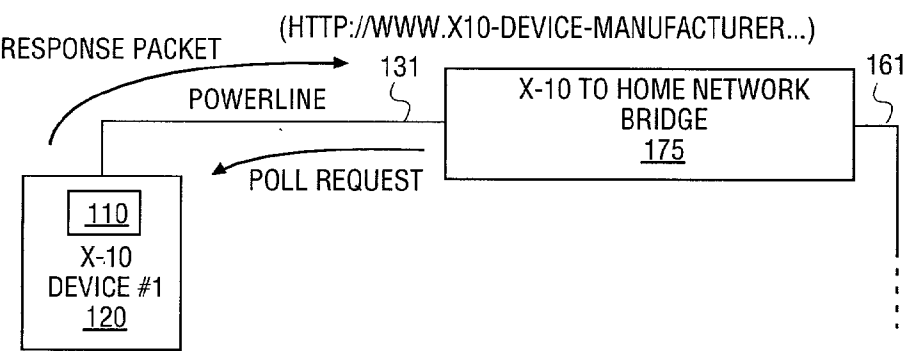 (HTTP://WWW.X10-DEVICE-MANUFACTURER...)
RESPONSE PACKET
131
161
POWERLINE
X-10 TO HOME NETWORK
BRIDGE
175
POLL REQUEST
110
X-10
DEVICE #1
120